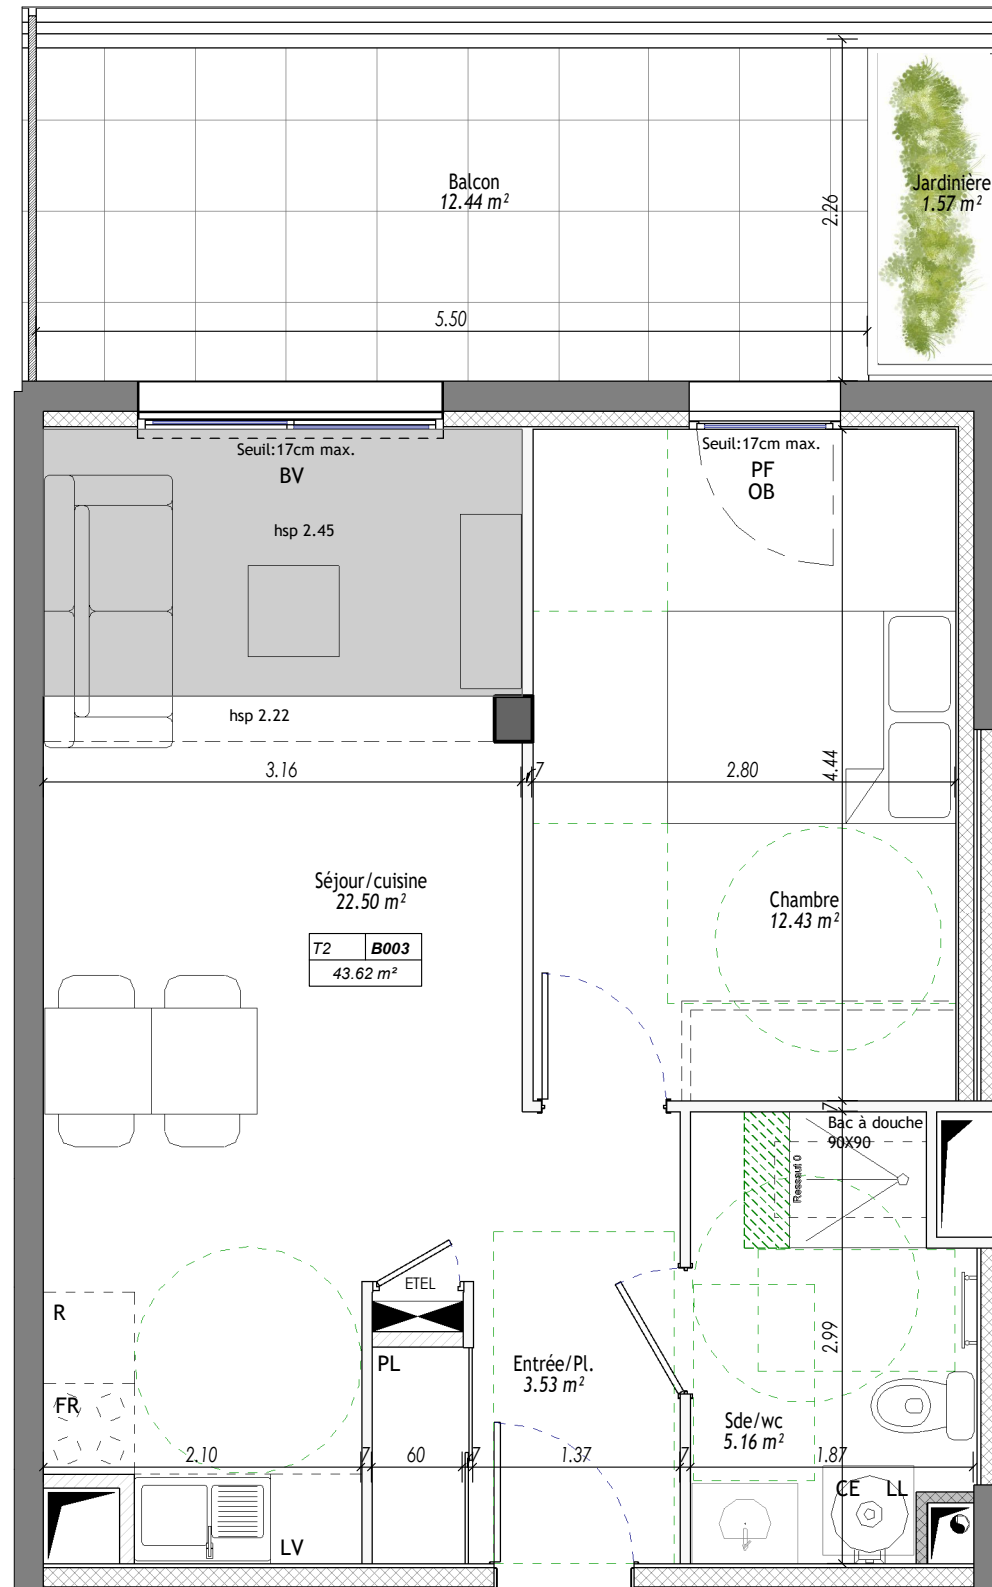 Balcon
12.44 m²
Jardinière
1.57 m²
2.26
5.50
Seuil:17cm max.
BV
Seuil:17cm max.
PF
OB
hsp 2.45
hsp 2.22
3.16
7
2.80
4.44
Séjour/cuisine
22.50 m²
Chambre
12.43 m²
T2 B003
43.62 m²
7
Bac à douche
90X90
Ressaut 0
ETEL
R
PL
Entrée/Pl.
3.53 m²
2.99
FR
Sde/wc
5.16 m²
2.10
7
60
7
1.37
7
1.87
CE LL
LV